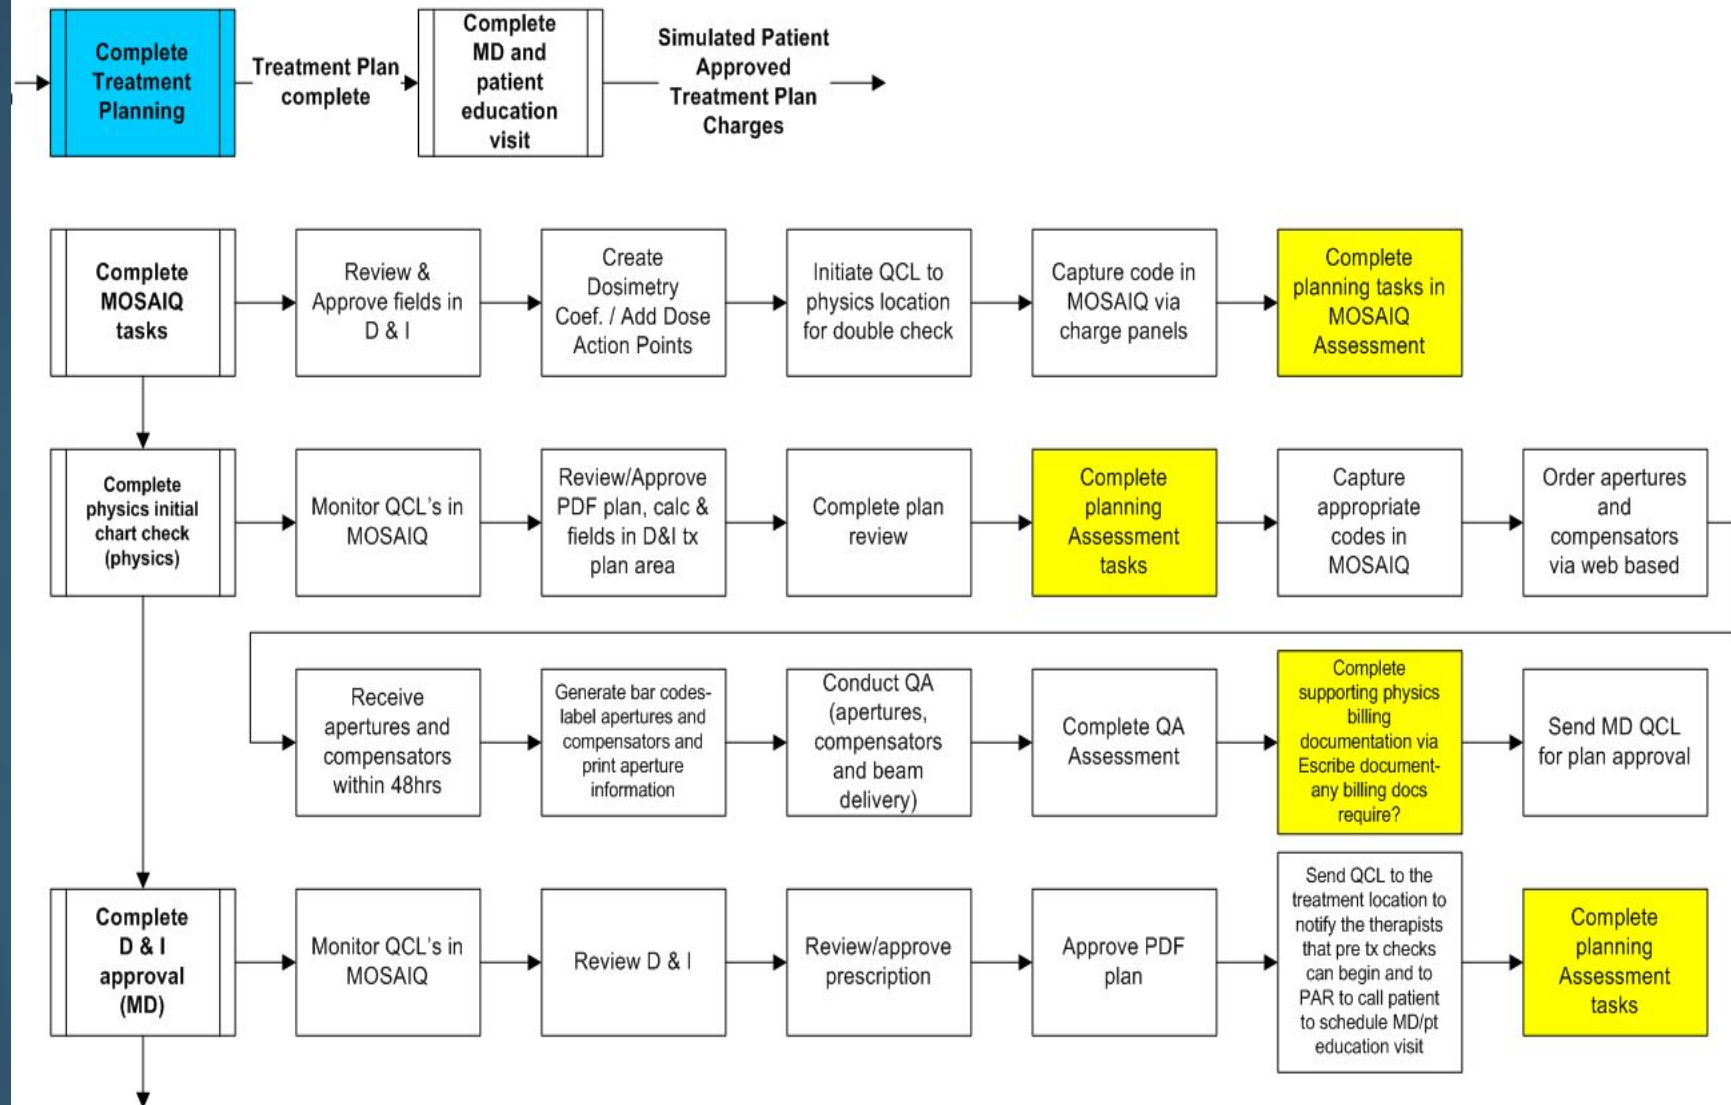 Complete
Treatment
Planning
Treatment Plan
complete
Complete
MD and
patient
education
visit
Simulated Patient
Approved
Treatment Plan
Charges
Complete
MOSAIQ
tasks
Review &
Approve fields in
D & I
Create
Dosimetry
Coef. / Add Dose
Action Points
Initiate QCL to
physics location
for double check
Capture code in
MOSAIQ via
charge panels
Complete
planning tasks in
MOSAIQ
Assessment
Complete
physics initial
chart check
(physics)
Monitor QCL's in
MOSAIQ
Review/Approve
PDF plan, calc &
fields in D&I tx
plan area
Complete plan
review
Complete
planning
Assessment
tasks
Capture
appropriate
codes in
MOSAIQ
Order apertures
and
compensators
via web based
Receive
apertures and
compensators
within 48hrs
Generate bar codes-
label apertures and
compensators and
print aperture
information
Conduct QA
(apertures,
compensators
and beam
delivery)
Complete QA
Assessment
Complete
supporting physics
billing
documentation via
Escribe document-
any billing docs
require?
Send MD QCL
for plan approval
Complete
D & I
approval
(MD)
Monitor QCL's in
MOSAIQ
Review D & I
Review/approve
prescription
Approve PDF
plan
Send QCL to the
treatment location to
notify the therapists
that pre tx checks
can begin and to
PAR to call patient
to schedule MD/pt
education visit
Complete
planning
Assessment
tasks